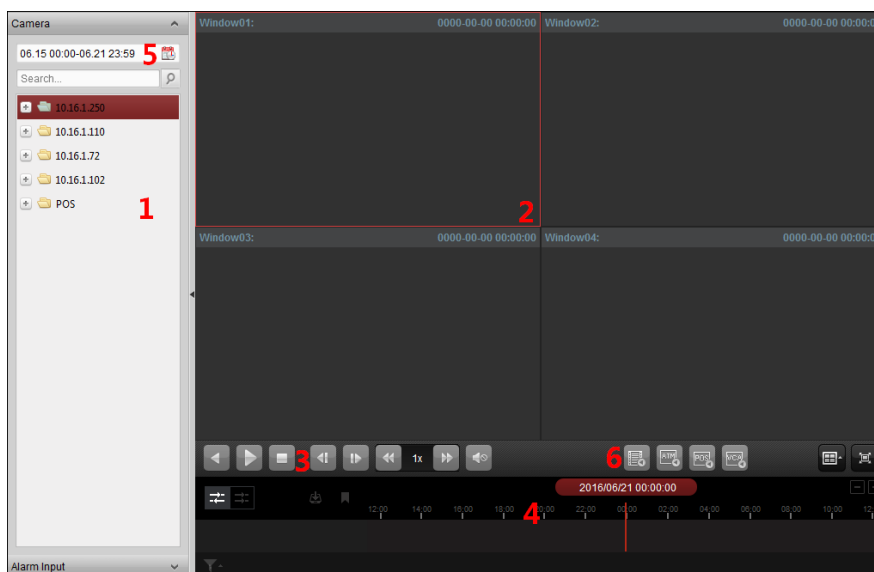 Camera
06.15 00:00-06.21 23:59 5
Search...
10.16.1.250
10.16.1.110
10.16.1.72
10.16.1.102
POS
1
Alarm Input
Window01: 0000-00-00 00:00:00
Window02: 0000-00-00 00:00:0
2
Window03: 0000-00-00 00:00:00
Window04: 0000-00-00 00:00:0
3 1x 6 ATM POS VCA
2016/06/21 00:00:00
4
12:00 14:00 16:00 18:00 20:00 22:00 00:00 02:00 04:00 06:00 08:00 10:00 12: